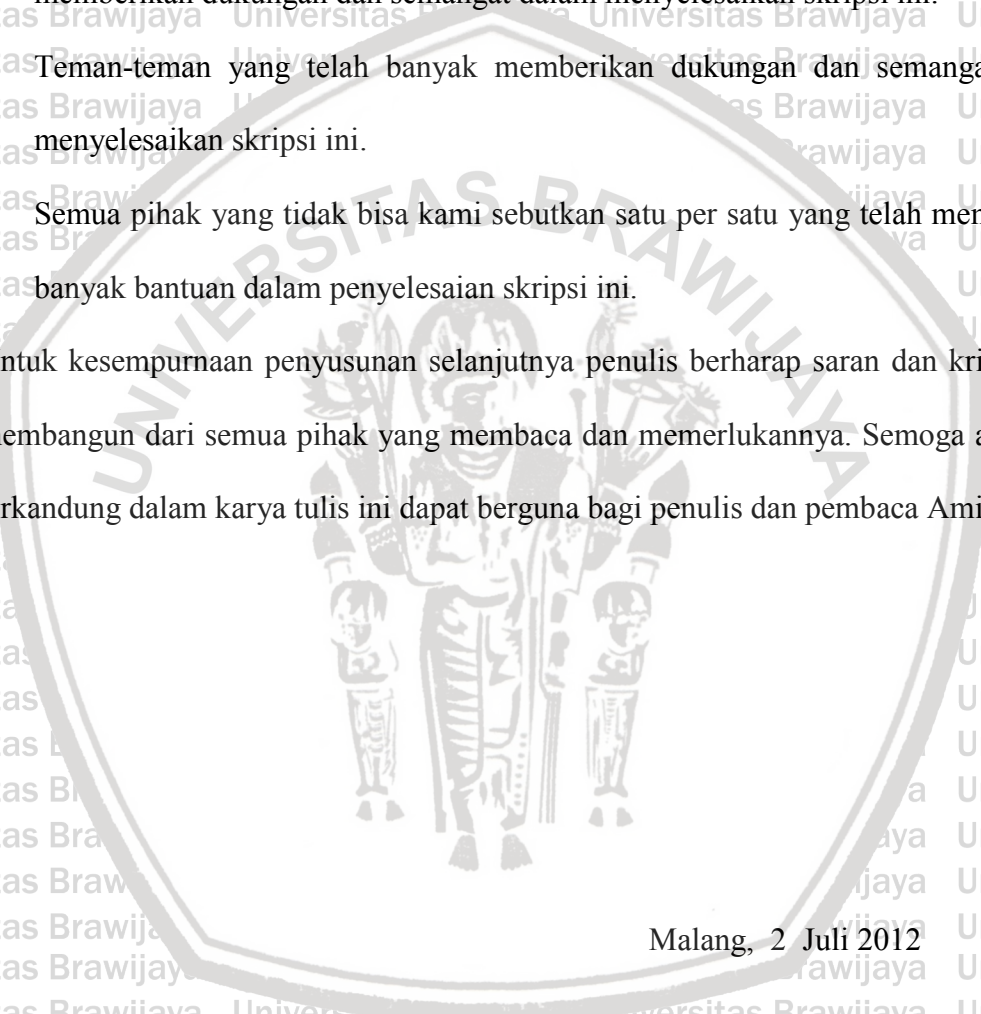 memberikan dukungan dan semangat dalam menyelesaikan skripsi ini.
Teman-teman yang telah banyak memberikan dukungan dan semanga
menyelesaikan skripsi ini.
Semua pihak yang tidak bisa kami sebutkan satu per satu yang telah mem
banyak bantuan dalam penyelesaian skripsi ini.
ntuk kesempurnaan penyusunan selanjutnya penulis berharap saran dan kri
embangun dari semua pihak yang membaca dan memerlukannya. Semoga a
rkandung dalam karya tulis ini dapat berguna bagi penulis dan pembaca Ami
Malang, 2 Juli 2012
UNIVERSITAS BRAWIJAYA